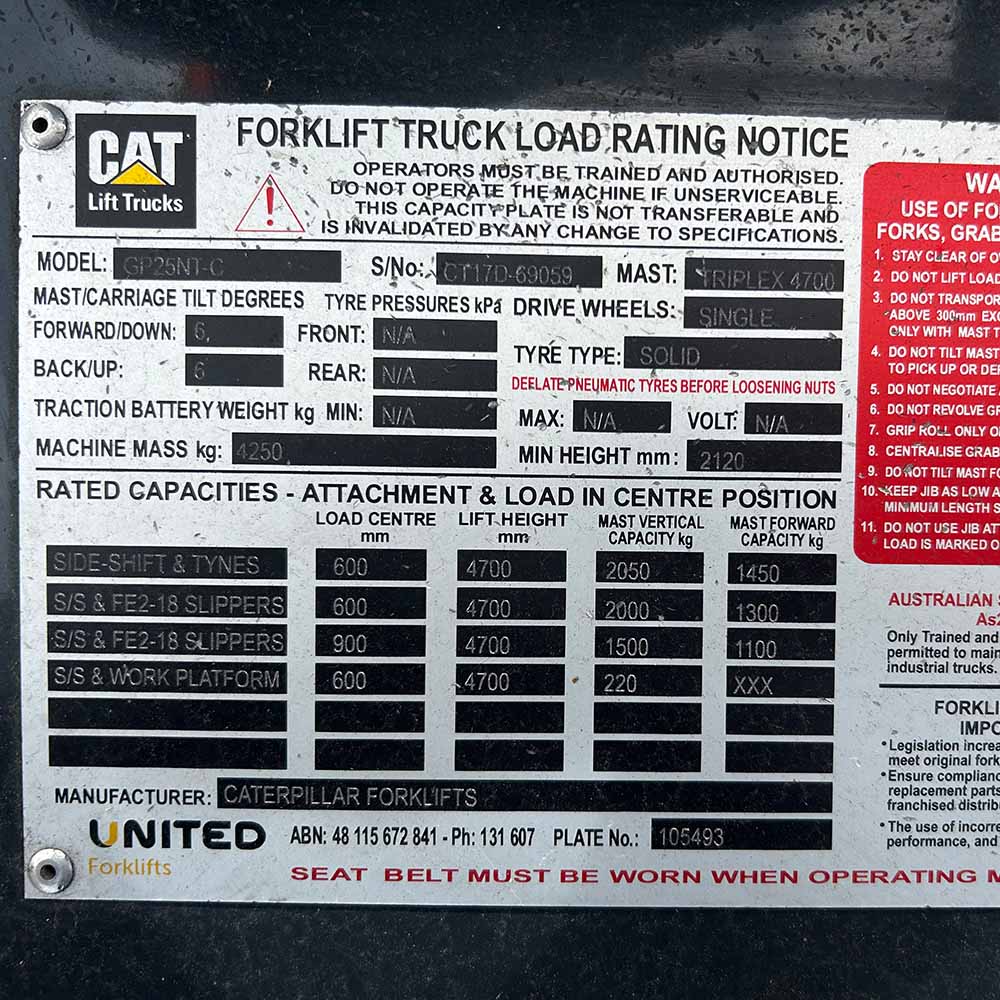 CAT
Lift Trucks
FORKLIFT TRUCK LOAD RATING NOTICE
OPERATORS MUST BE TRAINED AND AUTHORISED.
DO NOT OPERATE THE MACHINE IF UNSERVICEABLE.
THIS CAPACITY PLATE IS NOT TRANSFERABLE AND
IS INVALIDATED BY ANY CHANGE TO SPECIFICATIONS.
MODEL: GP25NT-C S/No: CT17D-69059 MAST: TRIPLEX 4700
MAST/CARRIAGE TILT DEGREES TYRE PRESSURES kPa DRIVE WHEELS: SINGLE
FORWARD/DOWN: 6 FRONT: N/A
TYRE TYPE: SOLID
BACK/UP: 6 REAR: N/A
DEELATE PNEUMATIC TYRES BEFORE LOOSENING NUTS
TRACTION BATTERY WEIGHT kg MIN: N/A MAX: N/A VOLT: N/A
MACHINE MASS kg: 4250 MIN HEIGHT mm: 2120
RATED CAPACITIES - ATTACHMENT & LOAD IN CENTRE POSITION
LOAD CENTRE mm LIFT HEIGHT mm MAST VERTICAL CAPACITY kg MAST FORWARD CAPACITY kg
SIDE-SHIFT & TYNES 600 4700 2050 1450
S/S & FE2-18 SLIPPERS 600 4700 2000 1300
S/S & FE2-18 SLIPPERS 900 4700 1500 1100
S/S & WORK PLATFORM 600 4700 220 XXX
MANUFACTURER: CATERPILLAR FORKLIFTS
UNITED
Forklifts
ABN: 48 115 672 841 - Ph: 131 607 PLATE No.: 105493
SEAT BELT MUST BE WORN WHEN OPERATING
WA
USE OF FO
FORKS, GRAB
1. STAY CLEAR OF O
2. DO NOT LIFT LOAD
3. DO NOT TRANSPOR
ABOVE 300mm EXC
ONLY WITH MAST T
4. DO NOT TILT MAST
TO PICK UP OR DE
5. DO NOT NEGOTIATE
6. DO NOT REVOLVE GR
7. GRIP ROLL ONLY O
8. CENTRALISE GRAB
9. DO NOT TILT MAST FO
10. KEEP JIB AS LOW A
MINIMUM LENGTH S
11. DO NOT USE JIB AT
LOAD IS MARKED O
AUSTRALIAN S
As2
Only Trained and
permitted to main
industrial trucks.
FORKLI
IMPO
• Legislation increa
meet original fork
• Ensure complianc
replacement parts
franchised distrib
• The use of incorre
performance, and